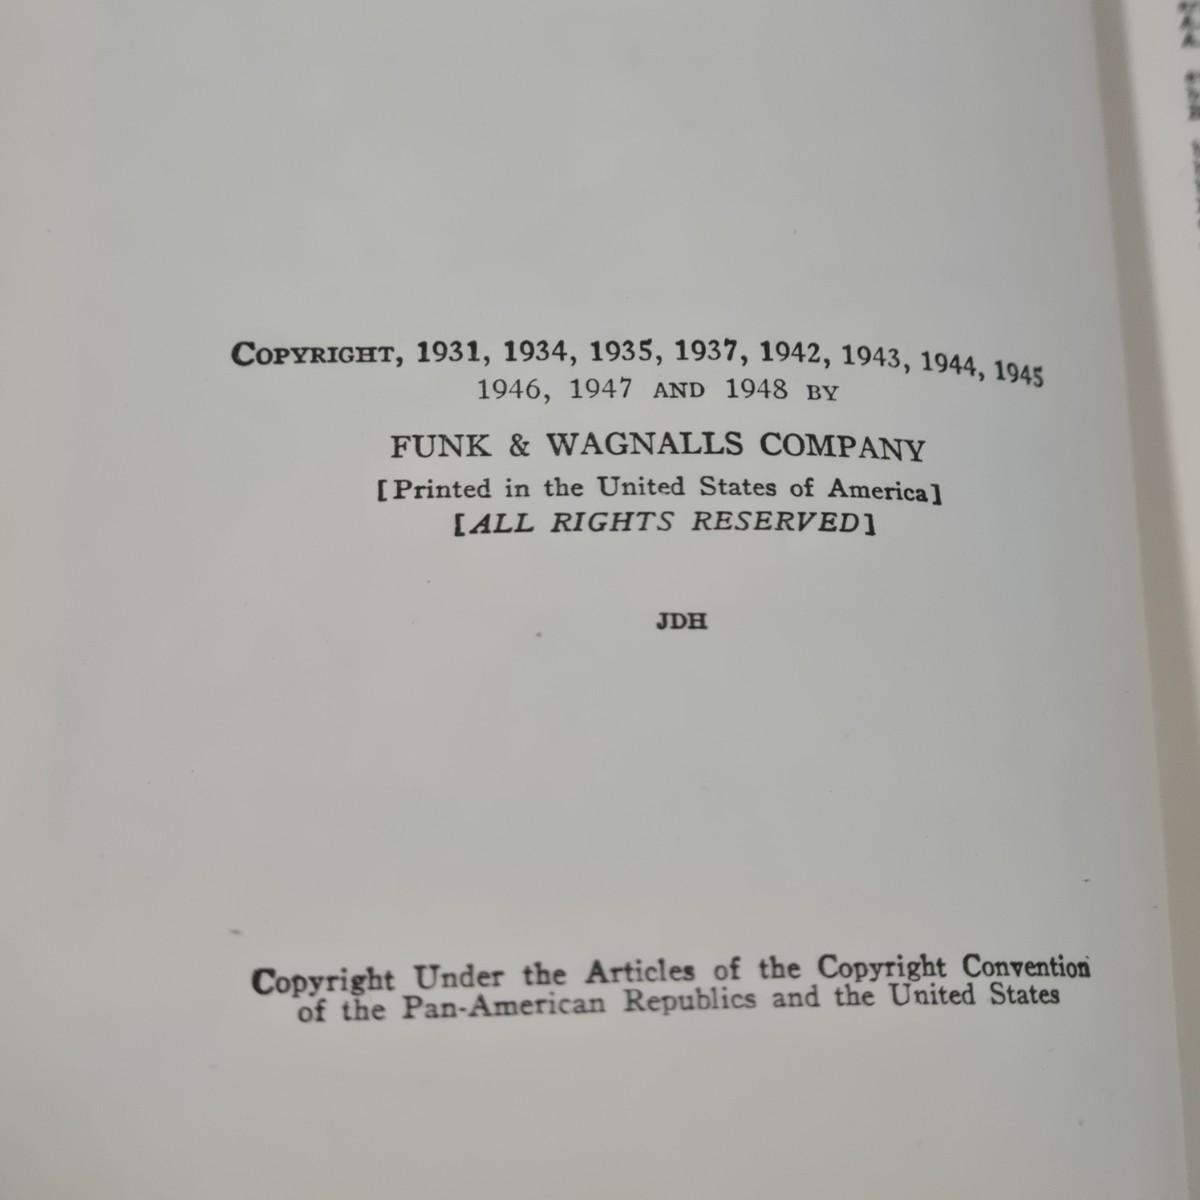 COPYRIGHT, 1931, 1934, 1935, 1937, 1942, 1943, 1944, 1945
1946, 1947 AND 1948 BY
FUNK & WAGNALLS COMPANY
[Printed in the United States of America]
[ALL RIGHTS RESERVED]
JDH
Copyright Under the Articles of the Copyright Convention
of the Pan-American Republics and the United States